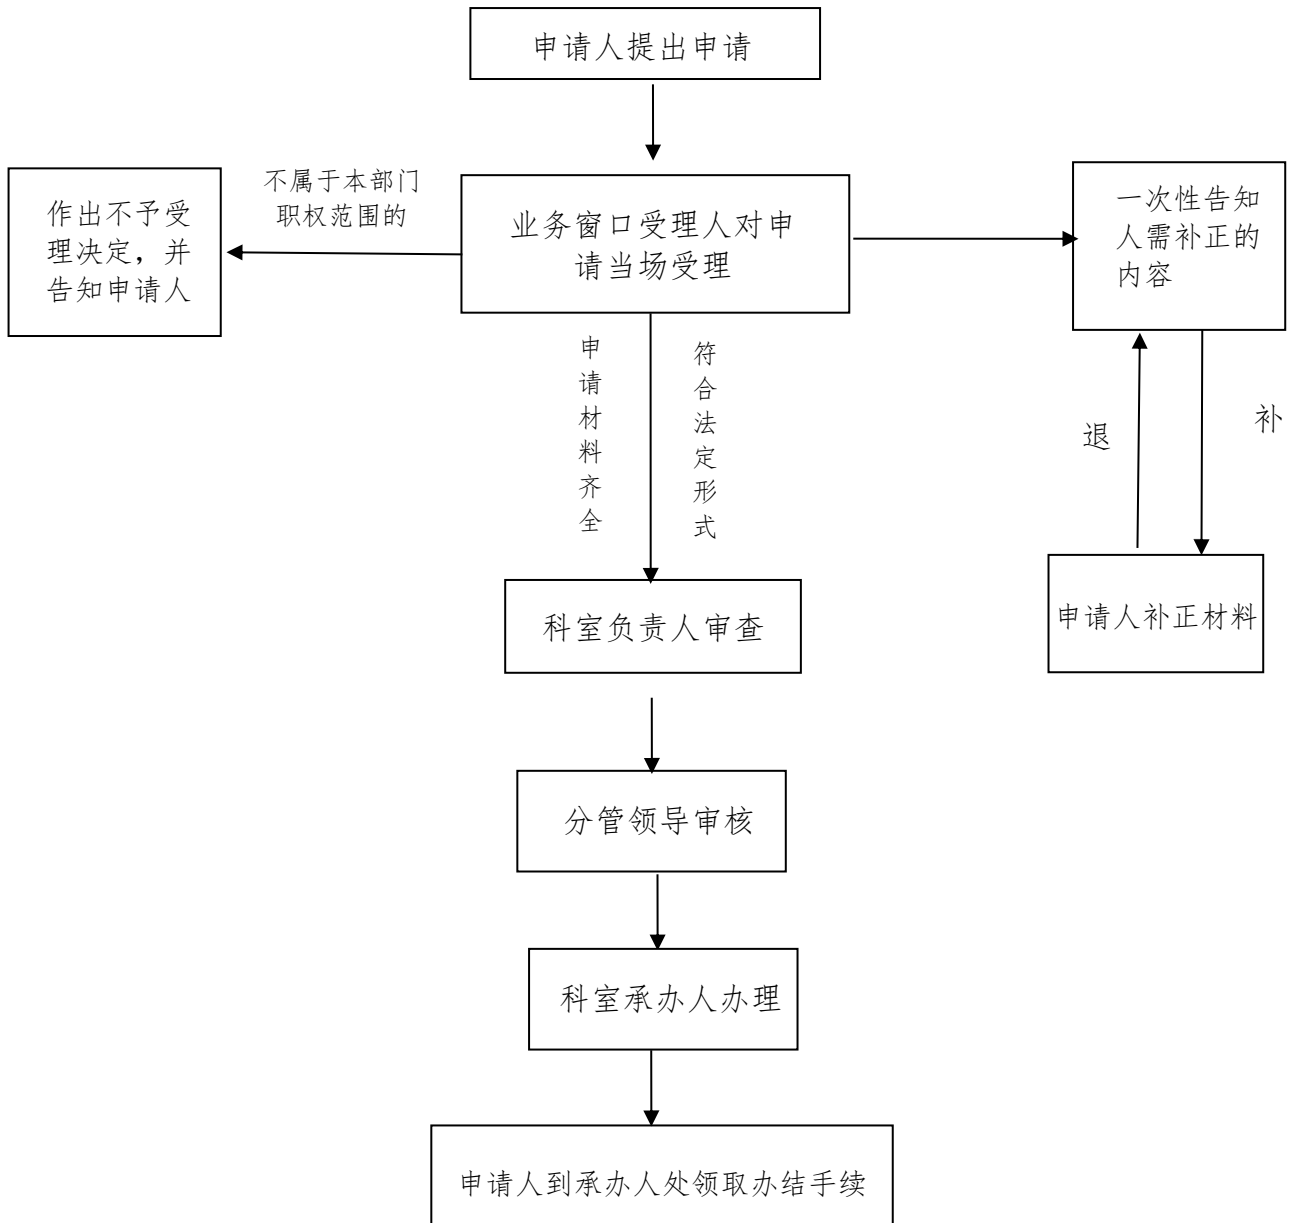 申请人提出申请
不属于本部门
职权范围的
作出不予受
理决定，并
告知申请人
业务窗口受理人对申
请当场受理
一次性告知
人需补正的
内容
申请材料齐全
符合法定形式
退
补
科室负责人审查
申请人补正材料
分管领导审核
科室承办人办理
申请人到承办人处领取办结手续